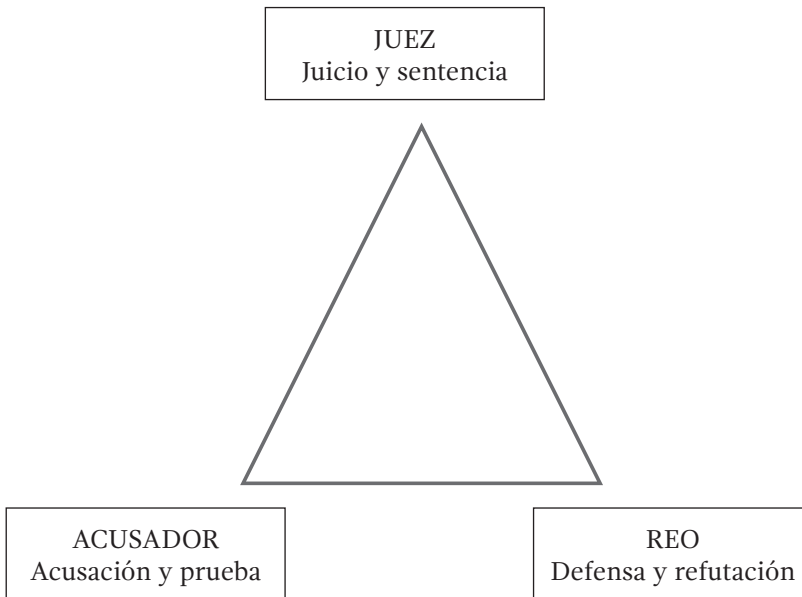 JUEZ
Juicio y sentencia
ACUSADOR
Acusación y prueba
REO
Defensa y refutación